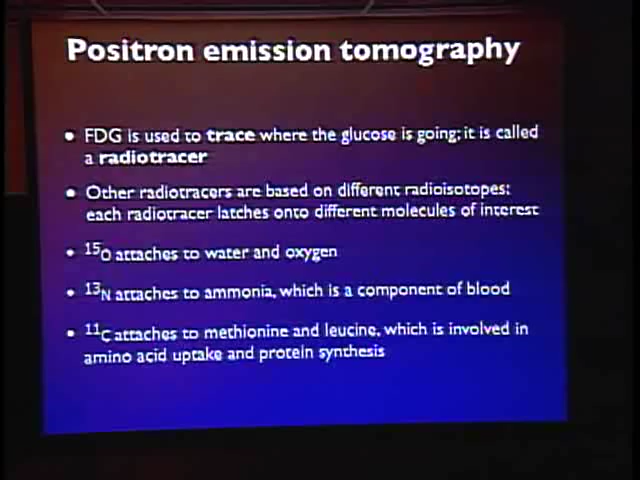 Positron emission tomography
• FDG is used to trace where the glucose is going; it is called
a radiotracer
• Other radiotracers are based on different radioisotopes;
each radiotracer latches onto different molecules of interest
• ¹⁵O attaches to water and oxygen
• ¹³N attaches to ammonia, which is a component of blood
• ¹¹C attaches to methionine and leucine, which is involved in
amino acid uptake and protein synthesis